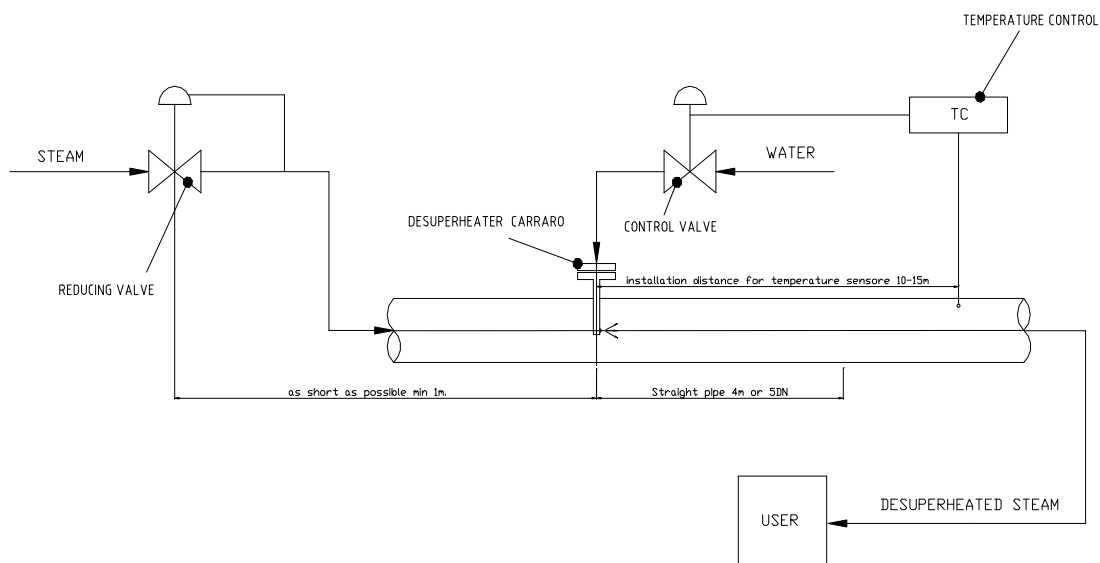 TEMPERATURE CONTROL
TC
STEAM
WATER
DESUPERHEATER CARRARO
CONTROL VALVE
REDUCING VALVE
installation distance for temperature sensore 10-15m
as short as possible min 1m.
Straight pipe 4m or 5DN
DESUPERHEATED STEAM
USER